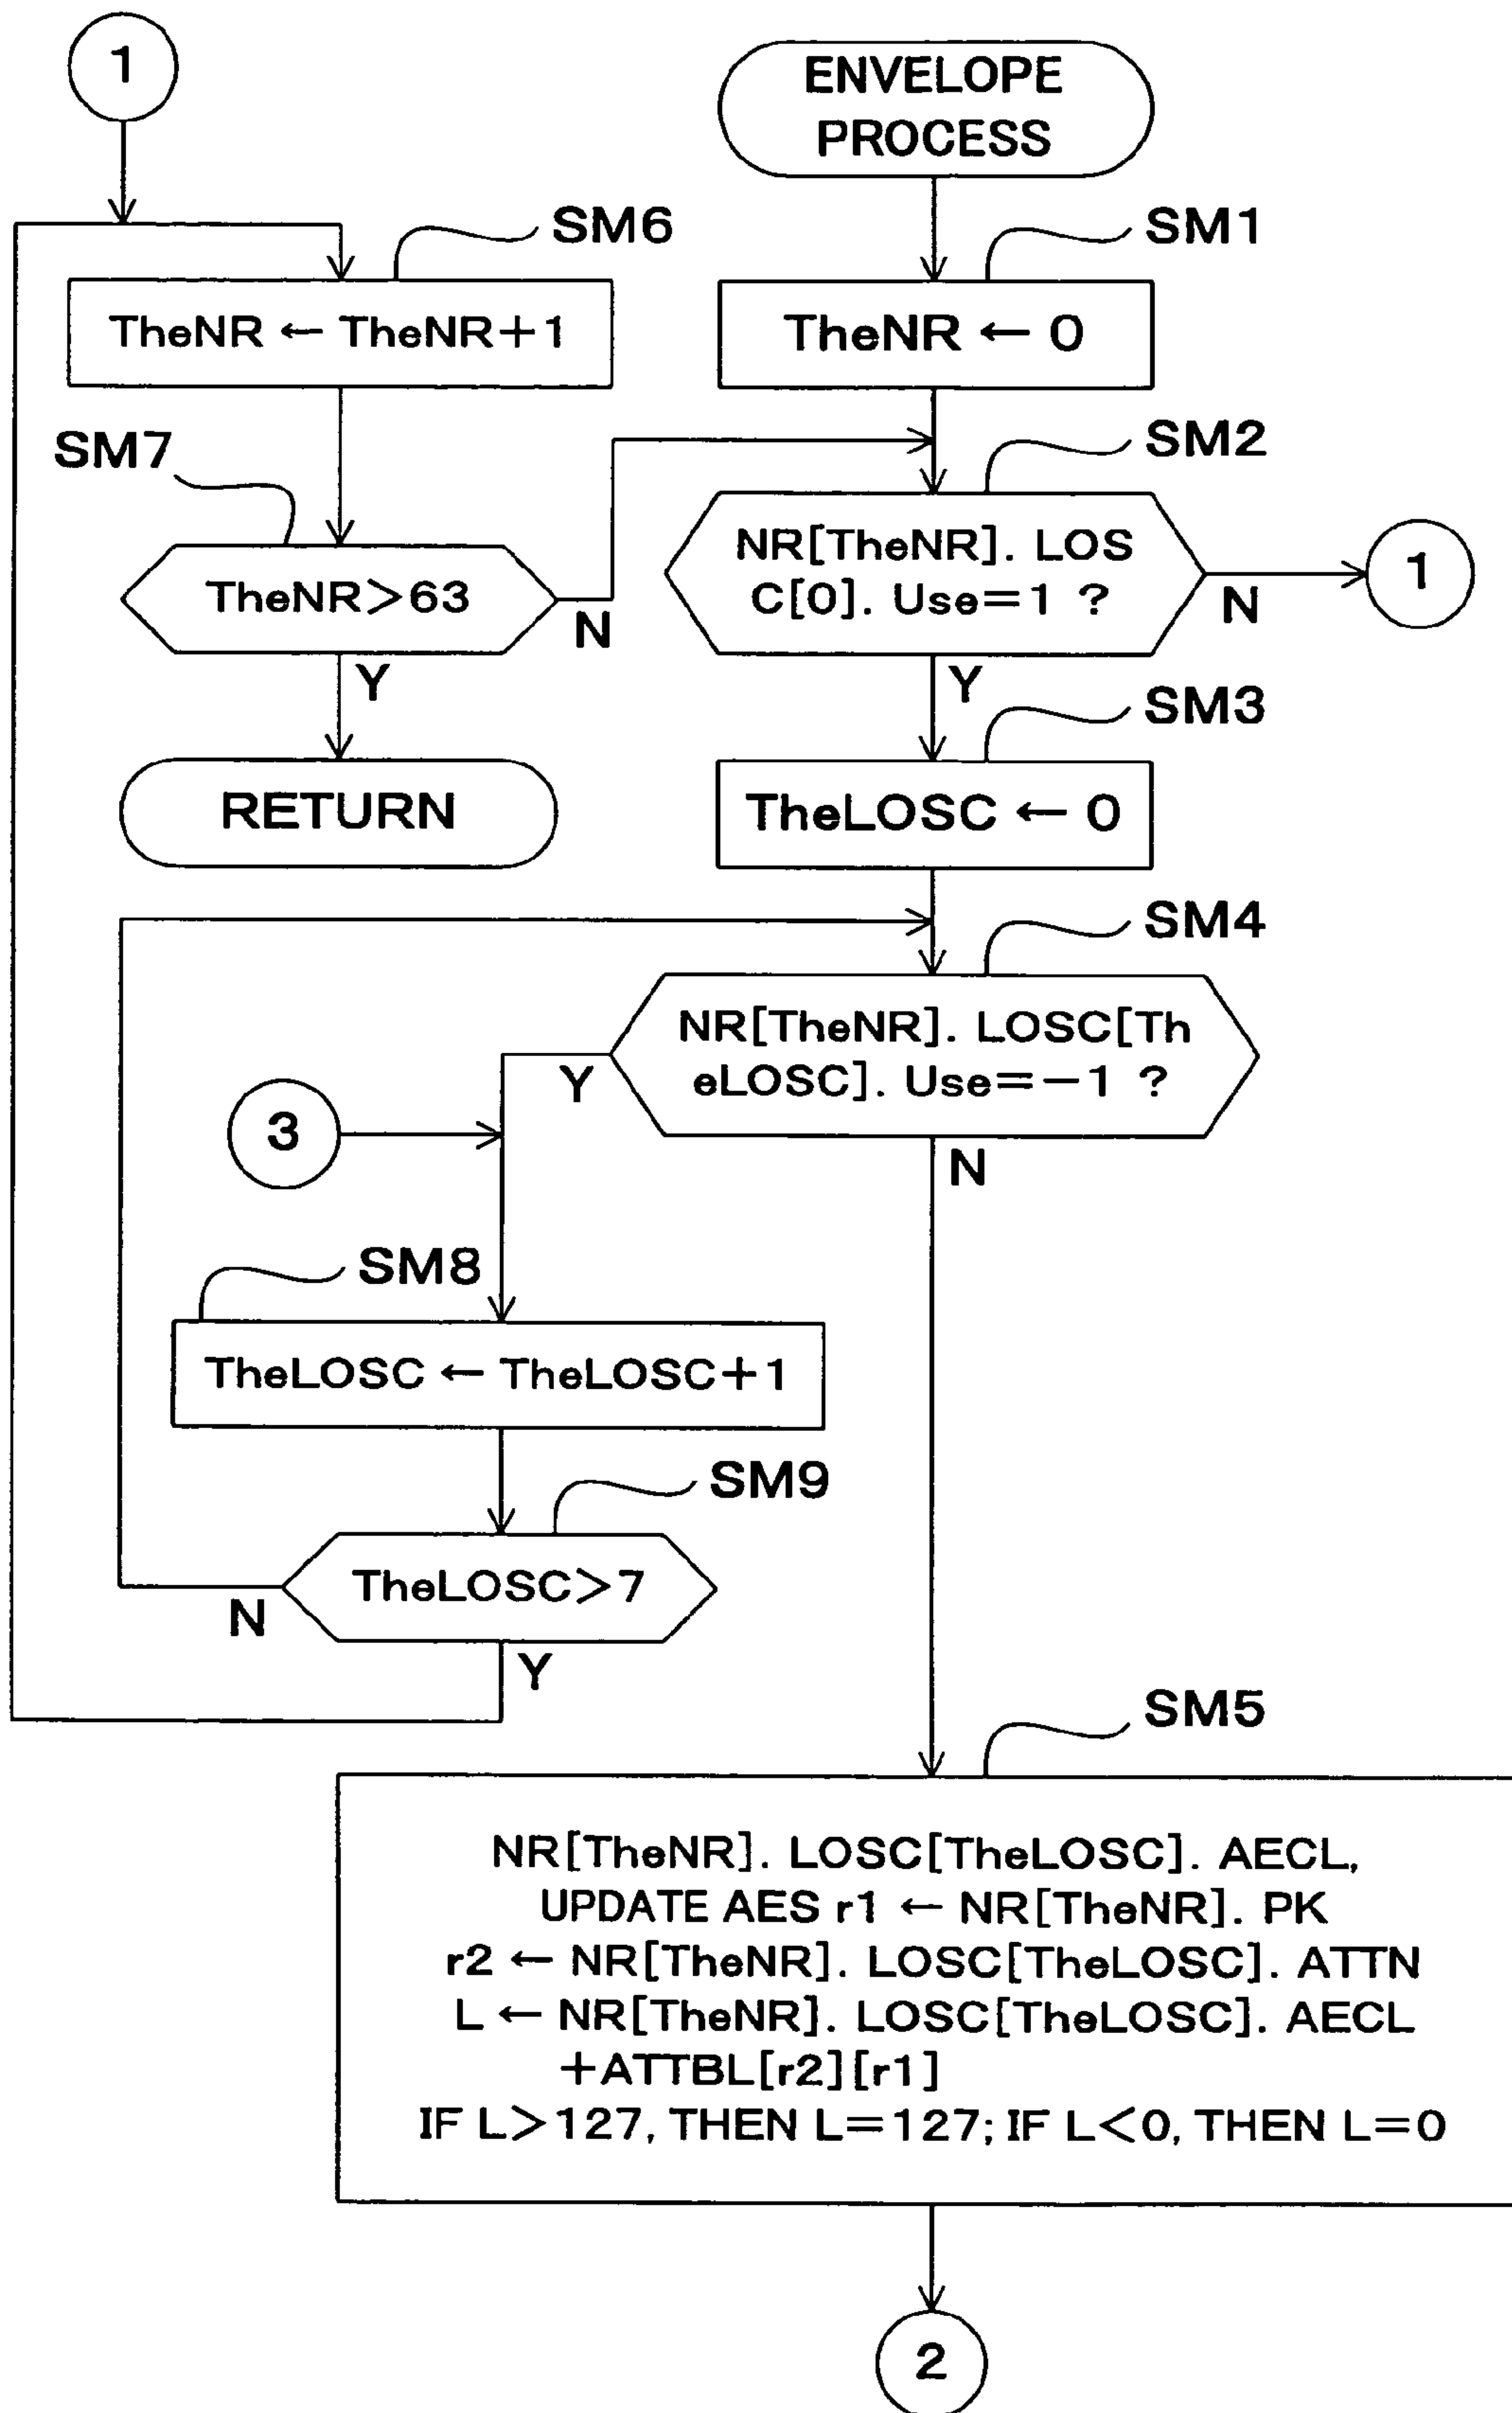 1
ENVELOPE
PROCESS
SM6
SM1
TheNR ← TheNR+1
TheNR ← 0
SM7
SM2
NR[TheNR]. LOS
C[0]. Use=1 ?
1
N
TheNR>63
N
Y
Y
SM3
RETURN
TheLOSC ← 0
SM4
NR[TheNR]. LOSC[Th
eLOSC]. Use=-1 ?
Y
3
N
SM8
TheLOSC ← TheLOSC+1
SM9
TheLOSC>7
N
Y
SM5
NR[TheNR]. LOSC[TheLOSC]. AECL,
UPDATE AES r1 ← NR[TheNR]. PK
r2 ← NR[TheNR]. LOSC[TheLOSC]. ATTN
L ← NR[TheNR]. LOSC[TheLOSC]. AECL
+ATTBL[r2][r1]
IF L>127, THEN L=127; IF L<0, THEN L=0
2